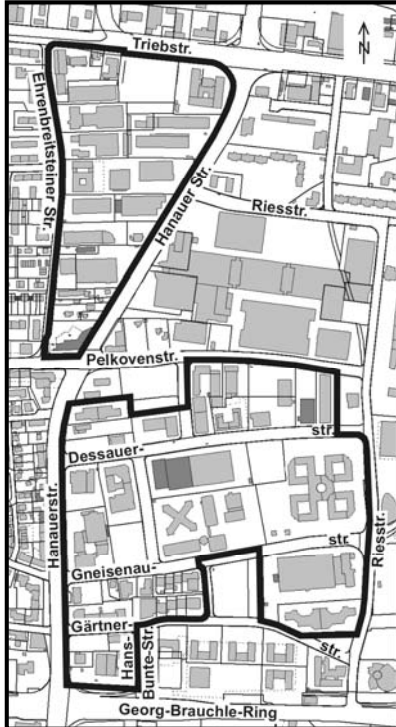 Triebstr.
N
Ehrenbreitsteiner Str.
Hanauer Str.
Riesstr.
Pelkovenstr.
Dessauer-
str.
Hanauerstr.
Riesstr.
Gneisenau-
str.
Gärtner-
str.
Hans-
Bunte-Str.
Georg-Brauchle-Ring